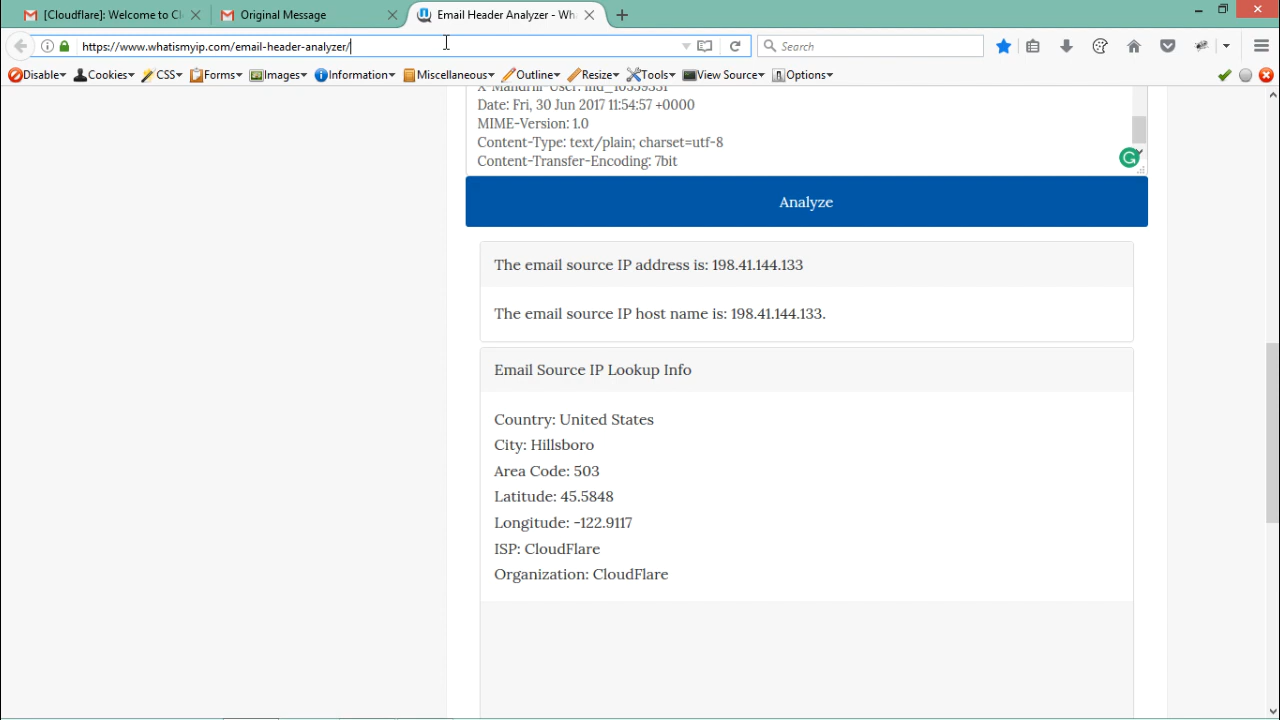 [Cloudflare]: Welcome to Cl
Original Message
Email Header Analyzer - Wha
https://www.whatismyip.com/email-header-analyzer/
Search
Disable
Cookies
CSS
Forms
Images
Information
Miscellaneous
Outline
Resize
Tools
View Source
Options
Date: Fri, 30 Jun 2017 11:54:57 +0000
MIME-Version: 1.0
Content-Type: text/plain; charset=utf-8
Content-Transfer-Encoding: 7bit
Analyze
The email source IP address is: 198.41.144.133
The email source IP host name is: 198.41.144.133.
Email Source IP Lookup Info
Country: United States
City: Hillsboro
Area Code: 503
Latitude: 45.5848
Longitude: -122.9117
ISP: CloudFlare
Organization: CloudFlare